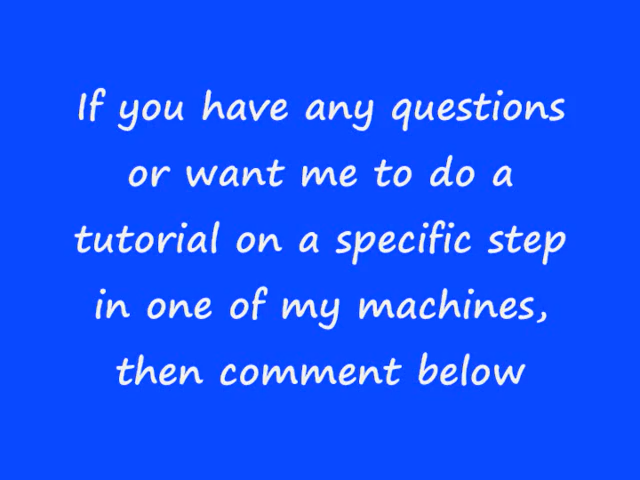 If you have any questions
or want me to do a
tutorial on a specific step
in one of my machines,
then comment below